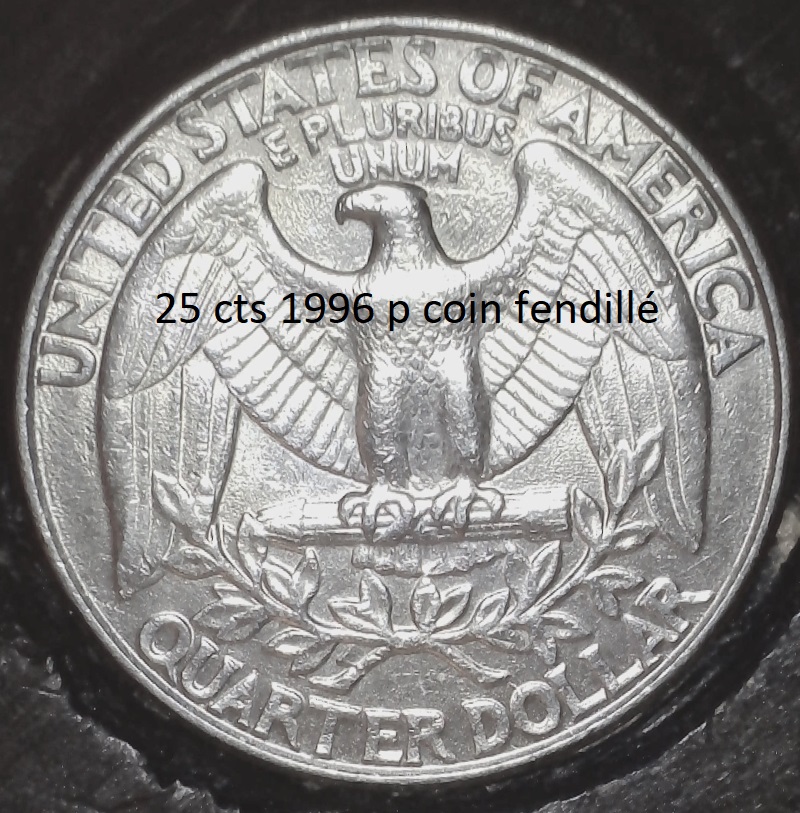 UNITED STATES OF AMERICA
E PLURIBUS
UNUM
25 cts 1996 p coin fendillé
QUARTER DOLLAR